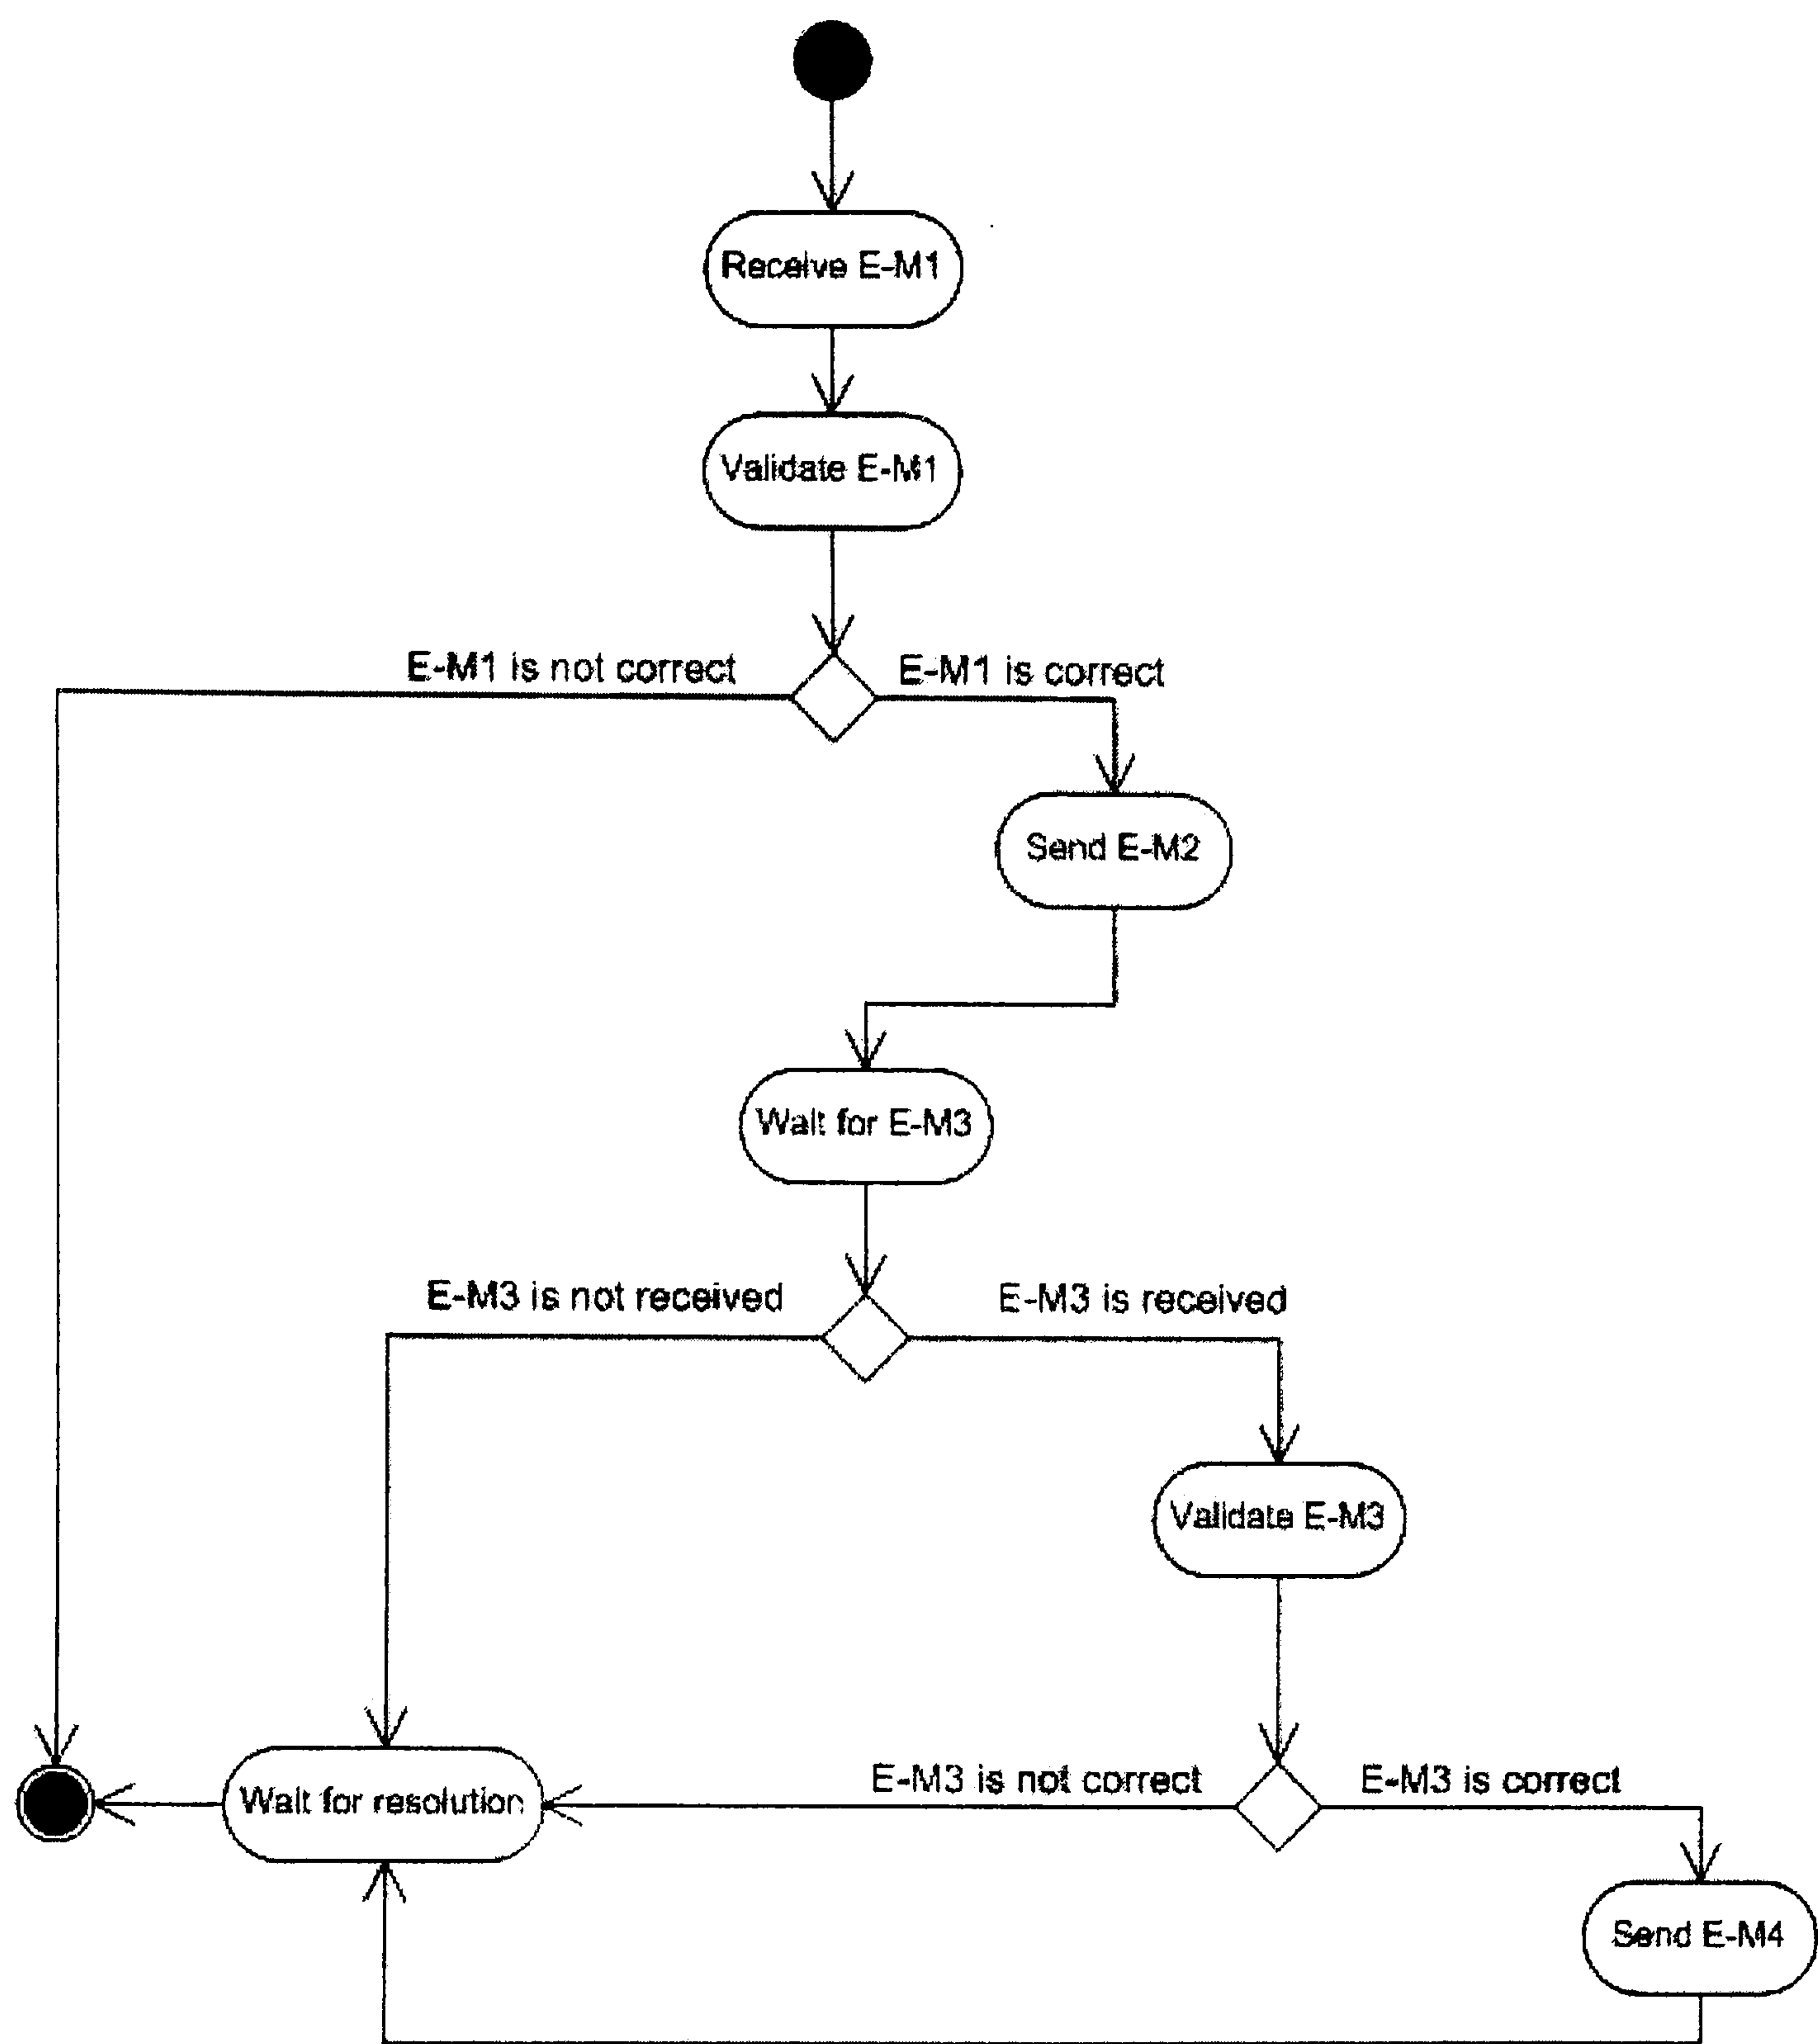 Receive E-M1
Validate E-M1
E-M1 is not correct
E-M1 is correct
Send E-M2
Wait for E-M3
E-M3 is not received
E-M3 is received
Validate E-M3
E-M3 is not correct
E-M3 is correct
Wait for resolution
Send E-M4